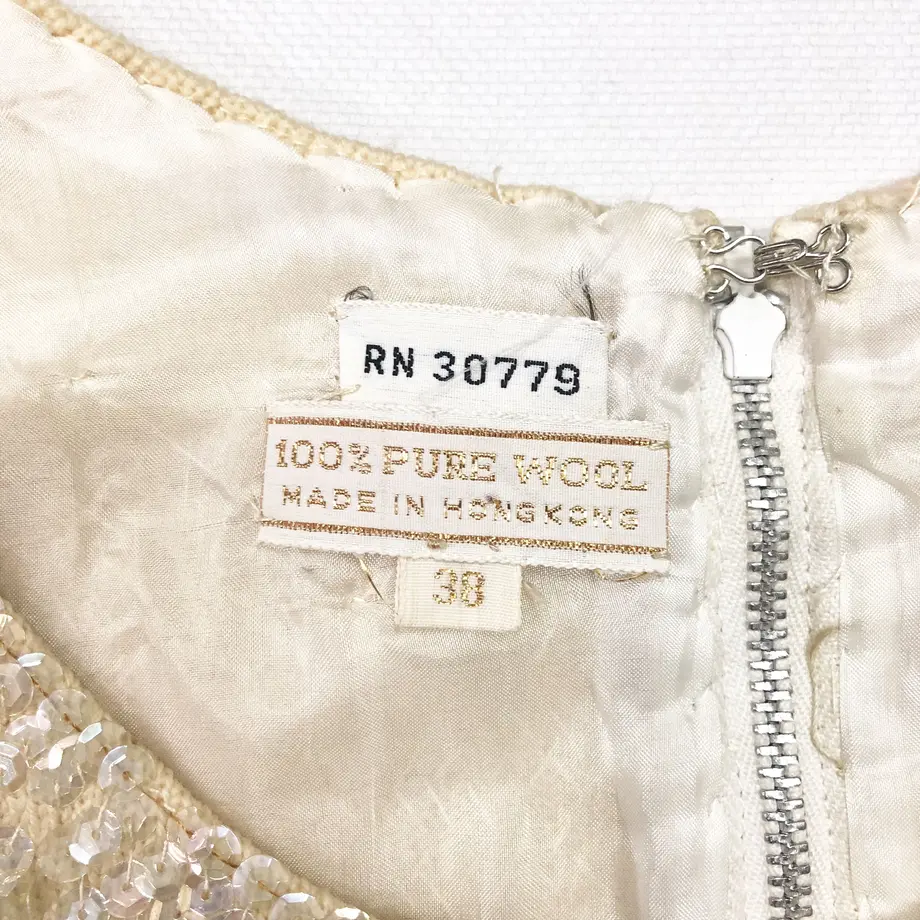 RN 30779
100% PURE WOOL
MADE IN HONGKONG
38